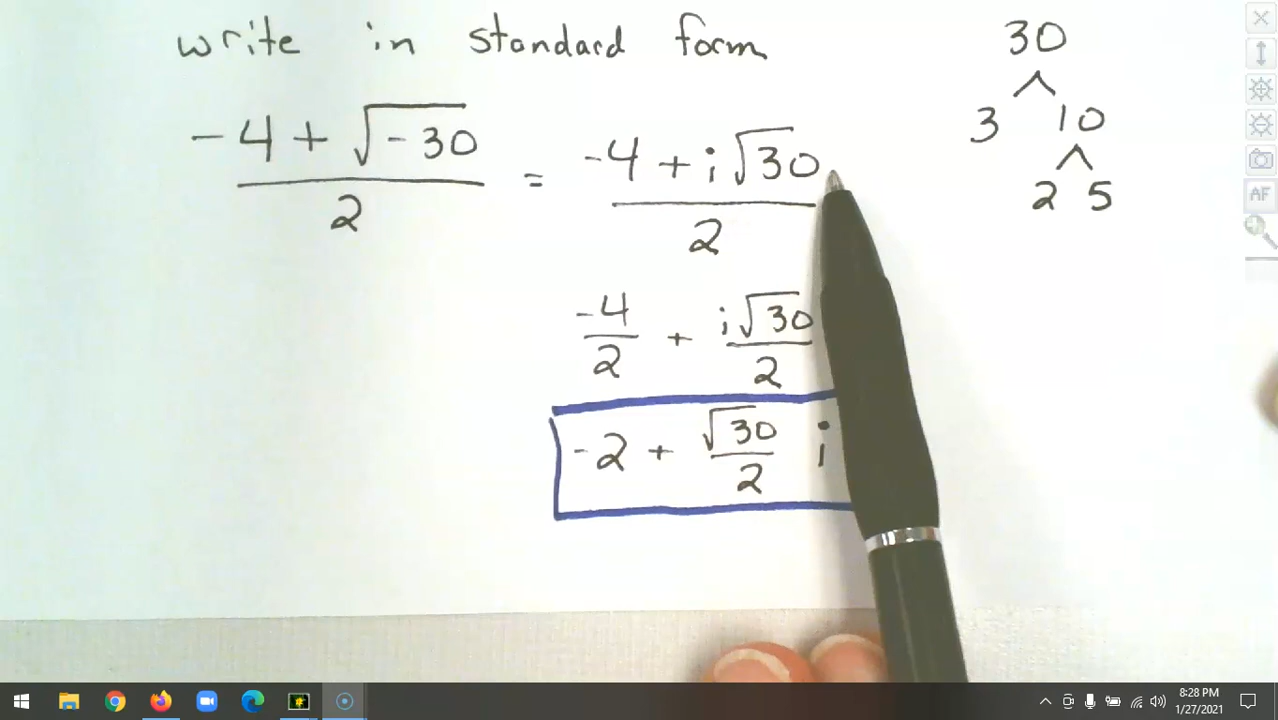 write in standard form
-4 + √-30 / 2 = -4 + i√30 / 2
-4/2 + i√30/2
-2 + √30/2 i
30
3 10
2 5
AF
8:28 PM
1/27/2021